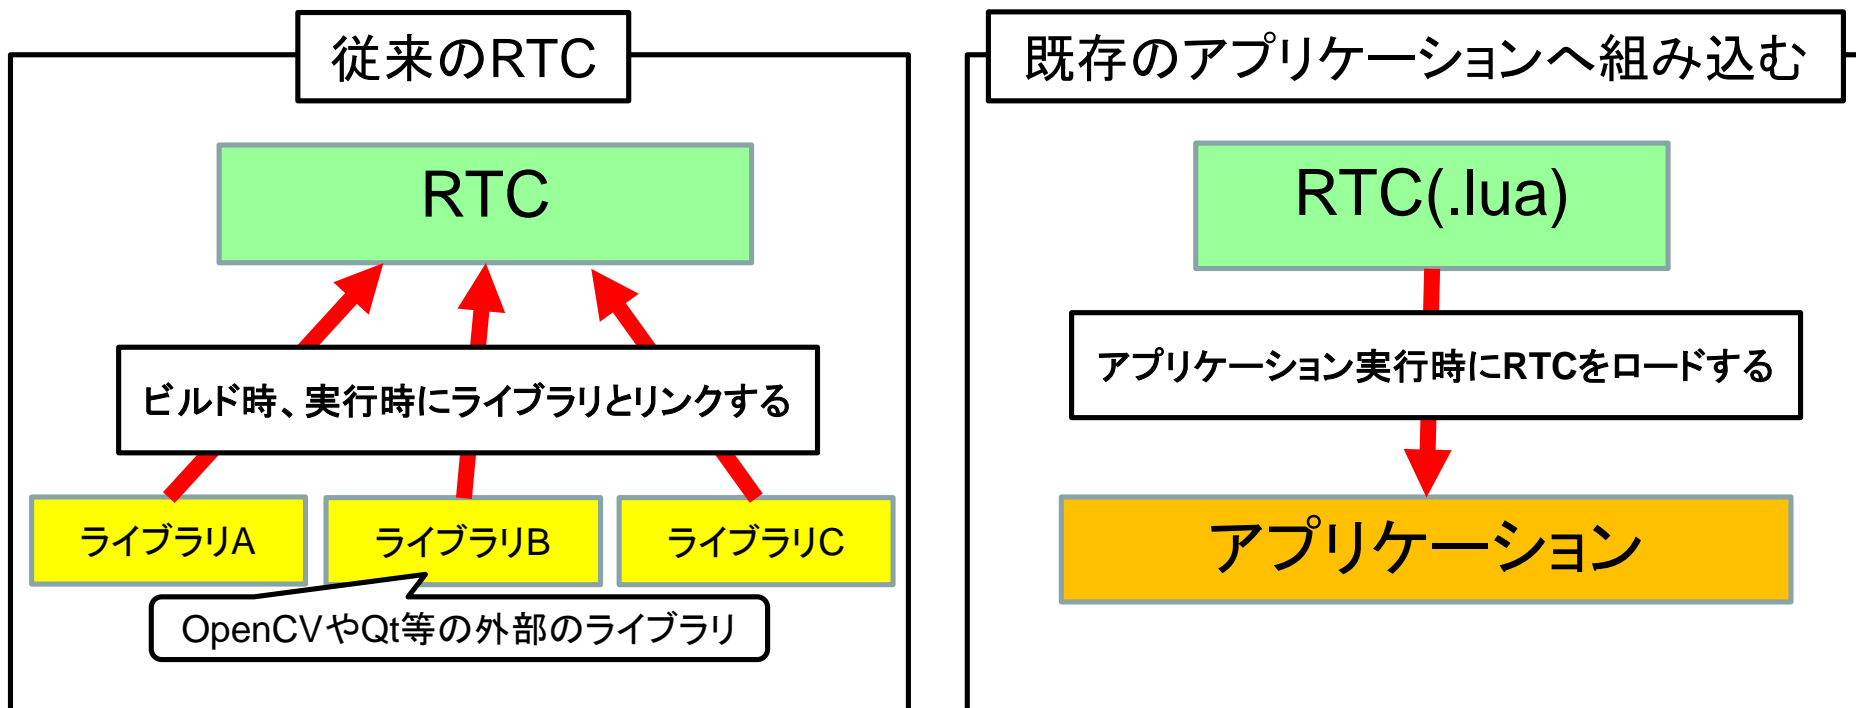 従来のRTC
RTC
ビルド時、実行時にライブラリとリンクする
ライブラリA
ライブラリB
ライブラリC
OpenCVやQt等の外部のライブラリ
既存のアプリケーションへ組み込む
RTC(.lua)
アプリケーション実行時にRTCをロードする
アプリケーション